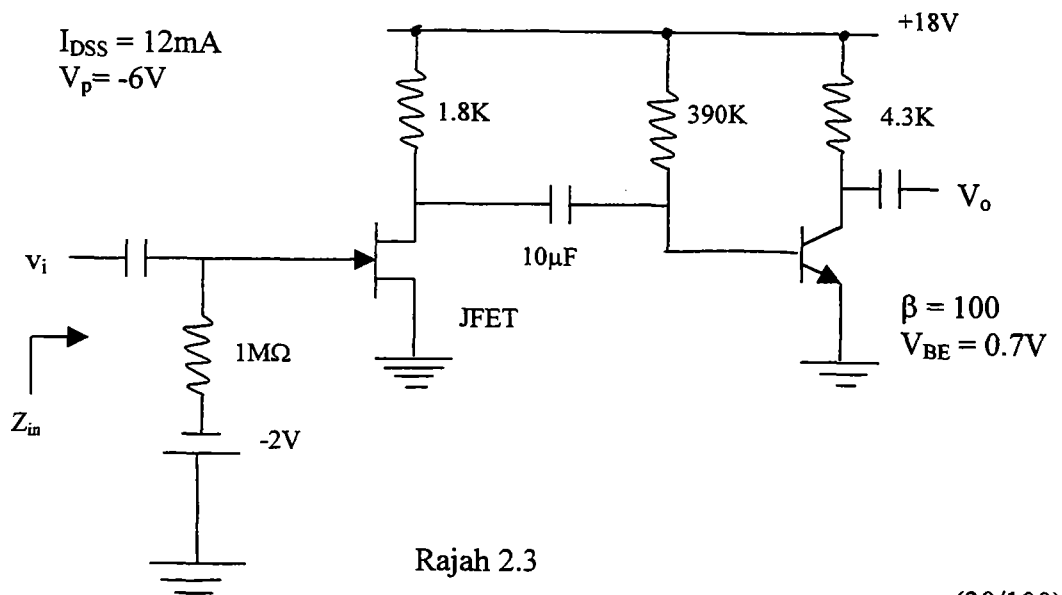 I_DSS = 12mA
V_p= -6V
+18V
1.8K
390K
4.3K
V_o
10μF
v_i
JFET
β = 100
V_BE = 0.7V
1MΩ
Z_in
-2V
Rajah 2.3